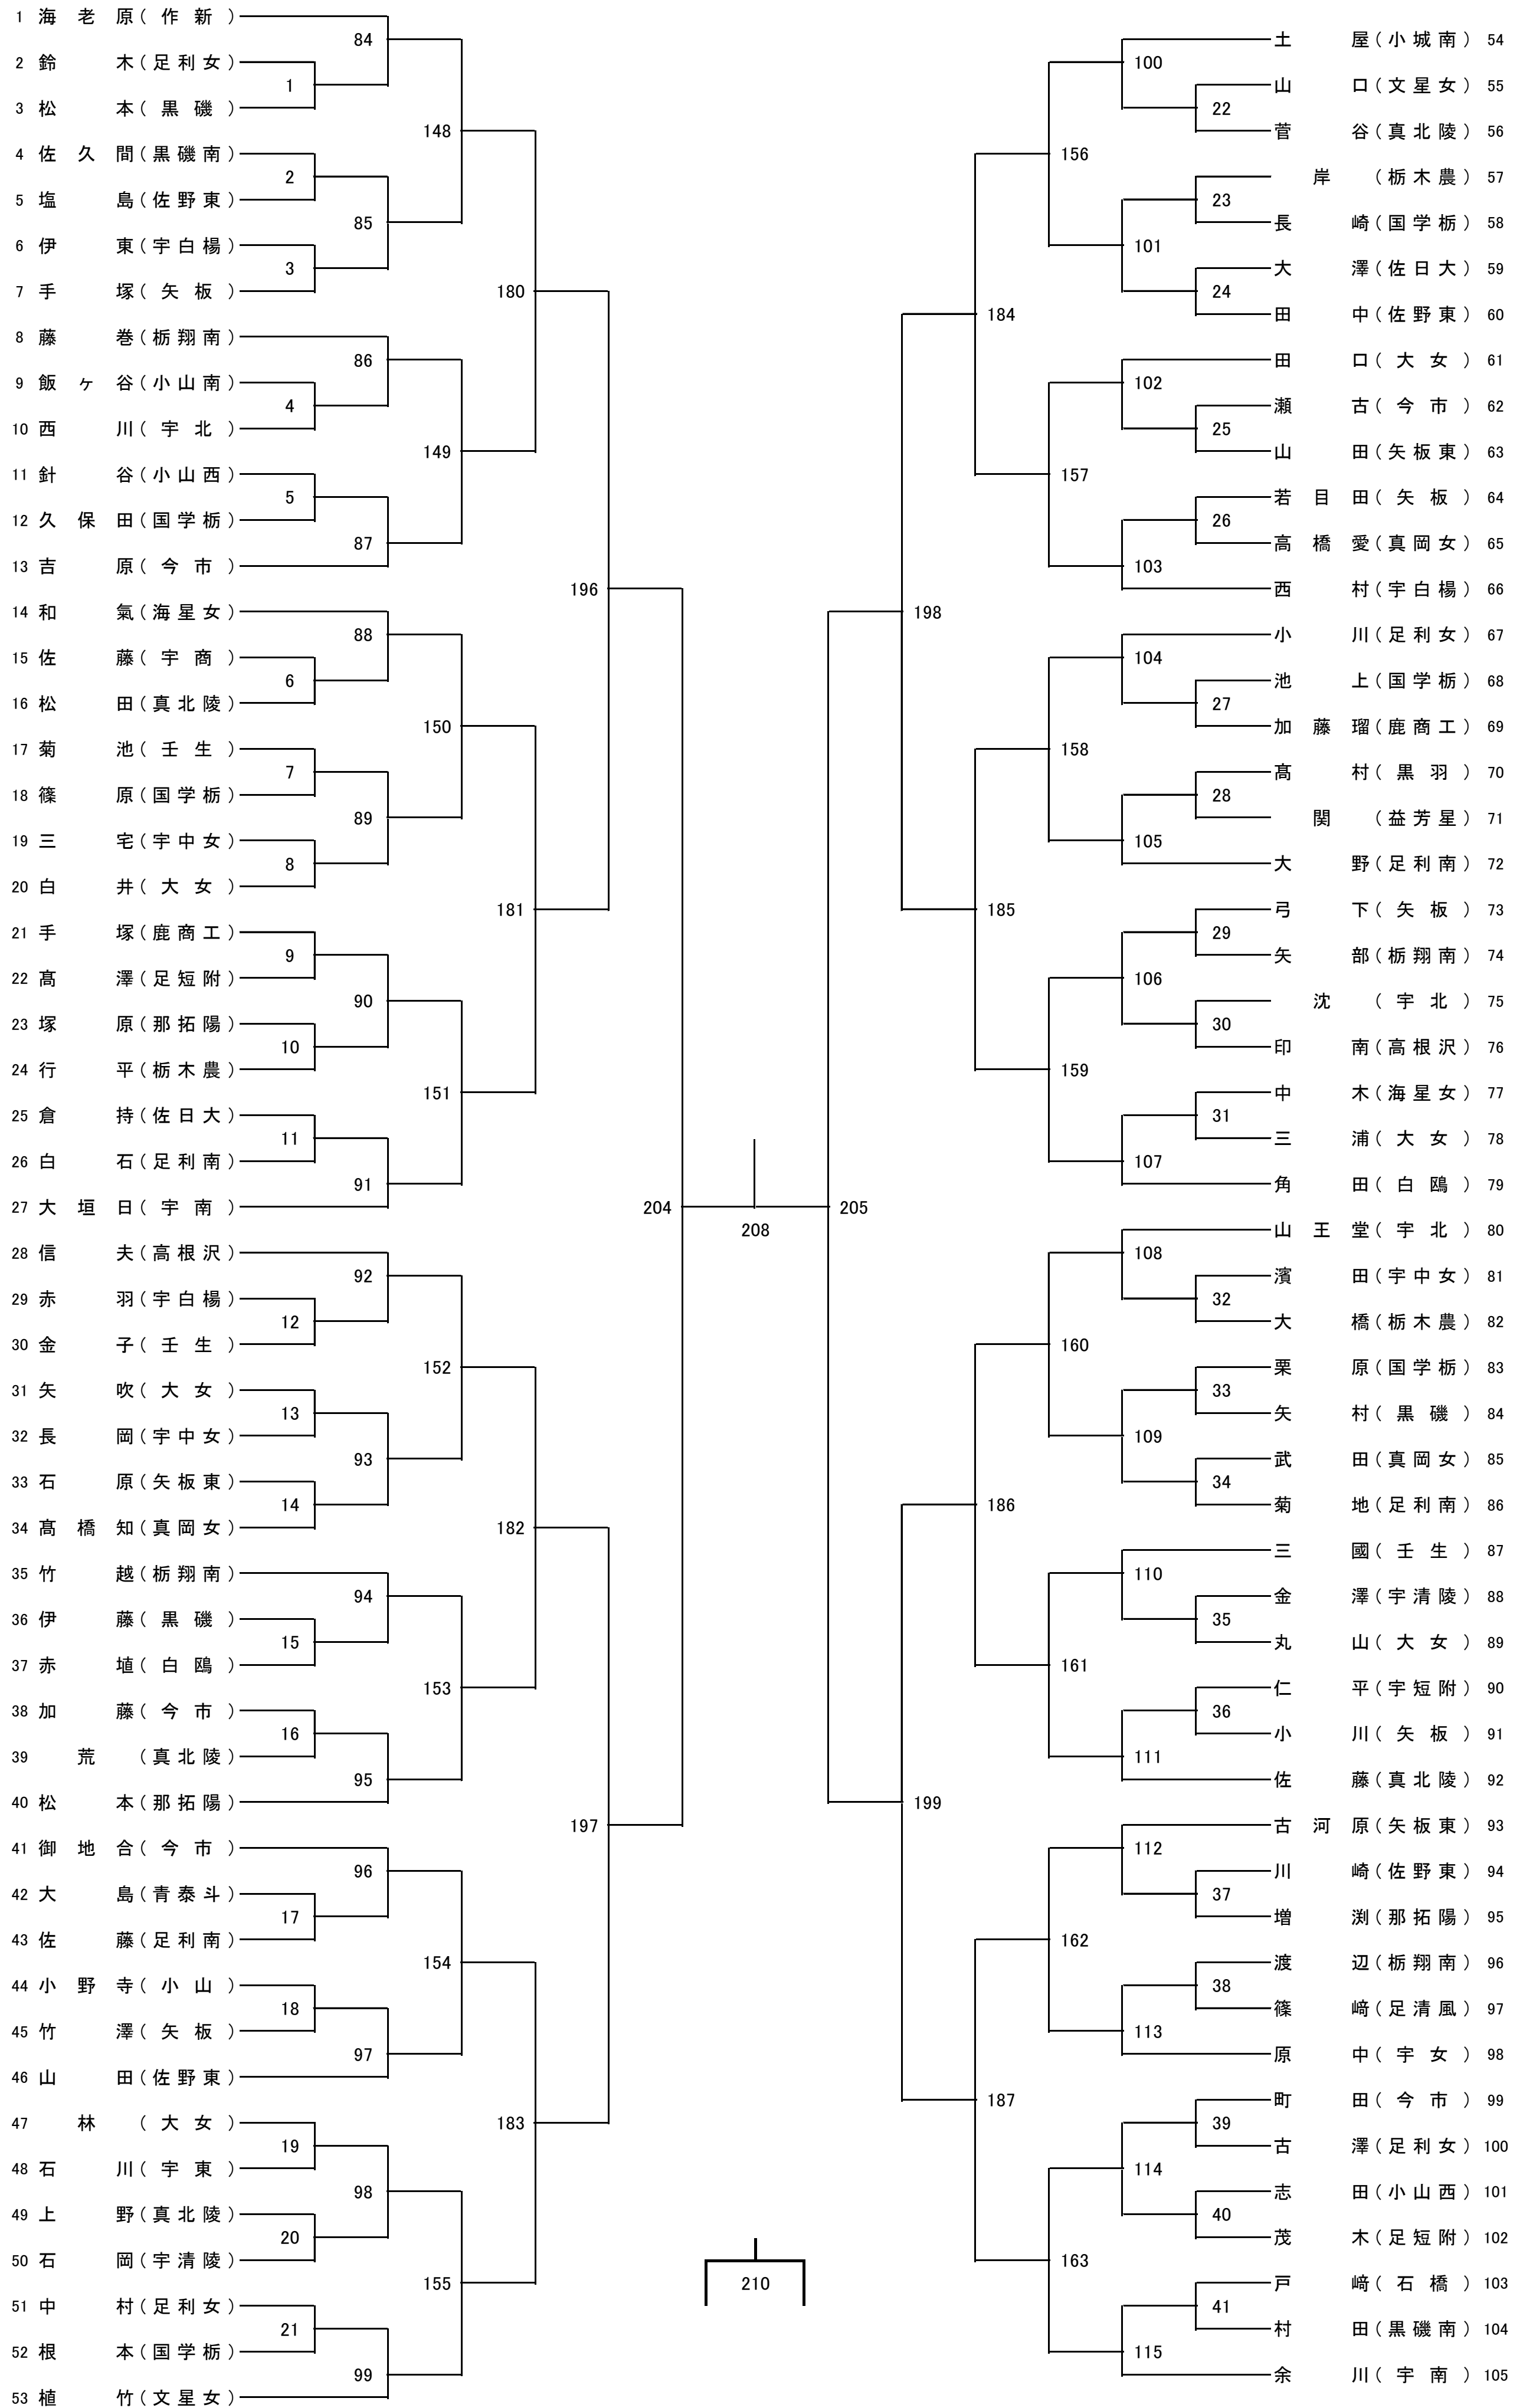 1 海老原(作新)
2 鈴木(足利女)
3 松本(黒磯)
4 佐久間(黒磯南)
5 塩島(佐野東)
6 伊東(宇白楊)
7 手塚(矢板)
8 藤巻(栃翔南)
9 飯ヶ谷(小山南)
10 西川(宇北)
11 針谷(小山西)
12 久保田(国学栃)
13 吉原(今市)
14 和氣(海星女)
15 佐藤(宇商)
16 松田(真北陵)
17 菊池(壬生)
18 篠原(国学栃)
19 三宅(宇中女)
20 白井(大女)
21 手塚(鹿商工)
22 髙澤(足短附)
23 塚原(那拓陽)
24 行平(栃木農)
25 倉持(佐日大)
26 白石(足利南)
27 大垣日(宇南)
28 信夫(高根沢)
29 赤羽(宇白楊)
30 金子(壬生)
31 矢吹(大女)
32 長岡(宇中女)
33 石原(矢板東)
34 髙橋知(真岡女)
35 竹越(栃翔南)
36 伊藤(黒磯)
37 赤埴(白鴎)
38 加藤(今市)
39 荒(真北陵)
40 松本(那拓陽)
41 御地合(今市)
42 大島(青泰斗)
43 佐藤(足利南)
44 小野寺(小山)
45 竹澤(矢板)
46 山田(佐野東)
47 林(大女)
48 石川(宇東)
49 上野(真北陵)
50 石岡(宇清陵)
51 中村(足利女)
52 根本(国学栃)
53 植竹(文星女)
1
2
3
4
5
6
7
8
9
10
11
12
13
14
15
16
17
18
19
20
21
84
85
86
87
88
89
90
91
92
93
94
95
96
97
98
99
148
149
150
151
152
153
154
155
180
181
182
183
196
197
204
208
210
205
198
199
184
185
186
187
156
157
158
159
160
161
162
163
100
101
102
103
104
105
106
107
108
109
110
111
112
113
114
115
22
23
24
25
26
27
28
29
30
31
32
33
34
35
36
37
38
39
40
41
土屋(小城南) 54
山口(文星女) 55
菅谷(真北陵) 56
岸(栃木農) 57
長崎(国学栃) 58
大澤(佐日大) 59
田中(佐野東) 60
田口(大女) 61
瀬古(今市) 62
山田(矢板東) 63
若目田(矢板) 64
高橋愛(真岡女) 65
西村(宇白楊) 66
小川(足利女) 67
池上(国学栃) 68
加藤瑠(鹿商工) 69
髙村(黒羽) 70
関(益芳星) 71
大野(足利南) 72
弓下(矢板) 73
矢部(栃翔南) 74
沈(宇北) 75
印南(高根沢) 76
中木(海星女) 77
三浦(大女) 78
角田(白鴎) 79
山王堂(宇北) 80
濱田(宇中女) 81
大橋(栃木農) 82
栗原(国学栃) 83
矢村(黒磯) 84
武田(真岡女) 85
菊地(足利南) 86
三國(壬生) 87
金澤(宇清陵) 88
丸山(大女) 89
仁平(宇短附) 90
小川(矢板) 91
佐藤(真北陵) 92
古河原(矢板東) 93
川崎(佐野東) 94
増渕(那拓陽) 95
渡辺(栃翔南) 96
篠﨑(足清風) 97
原中(宇女) 98
町田(今市) 99
古澤(足利女) 100
志田(小山西) 101
茂木(足短附) 102
戸﨑(石橋) 103
村田(黒磯南) 104
余川(宇南) 105